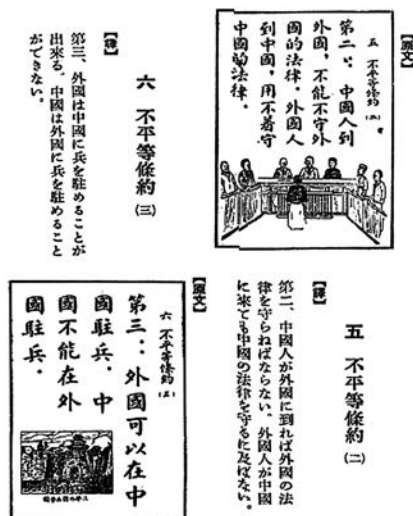 【原文】
五 不平等條約(二)
第二:中國人到
外國,不能不守外
國的法律。外國人
到中國,用不着守
中國的法律。
五 不平等條約(二)
【譯】
第二、中國人が外國に到れば外國の法
律を守らねばならない。外國人が中國
に来ても中國の法律を守るに及ばない。
六 不平等條約(三)
【譯】
第三、外國は中國に兵を駐めることが
出來る。中國は外國に兵を駐めること
ができない。
【原文】
六 不平等條約(三)
第三:外國可以在中
國駐兵,中
國不能在外
國駐兵。